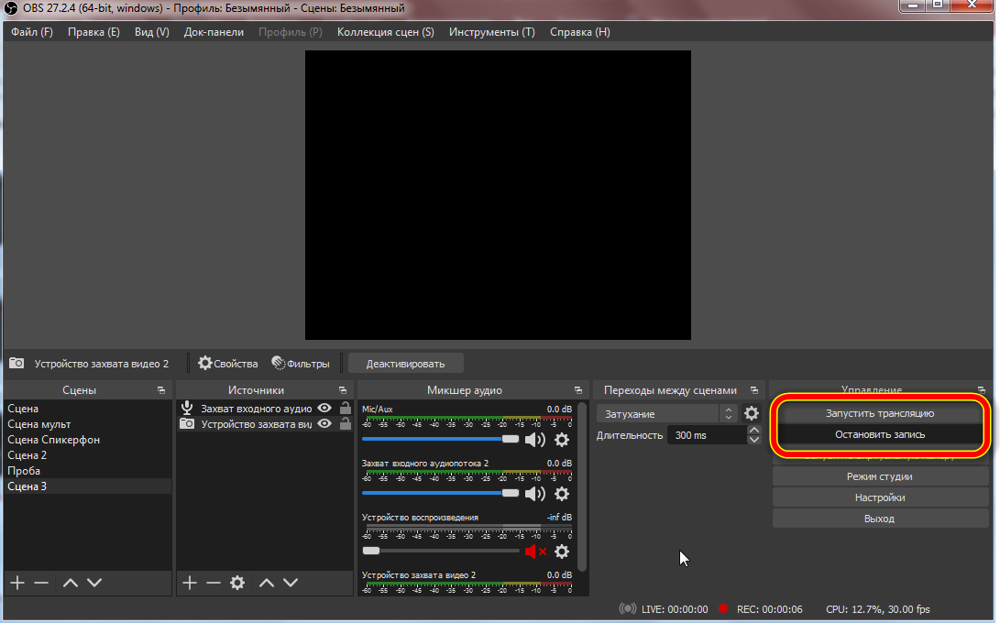 OBS 27.2.4 (64-bit, windows) - Профиль: Безымянный - Сцены: Безымянный
Файл (F) Правка (E) Вид (V) Док-панели Профиль (P) Коллекция сцен (S) Инструменты (T) Справка (H)
Устройство захвата видео 2 Свойства Фильтры Деактивировать
Сцены
Сцена
Сцена мульт
Сцена Спикерфон
Сцена 2
Проба
Сцена 3
Источники
Захват входного аудио
Устройство захвата ви
Микшер аудио
Mic/Aux 0.0 dB
-60 -55 -50 -45 -40 -35 -30 -25 -20 -15 -10 -5 0
Захват входного аудиопотока 2 0.0 dB
-60 -55 -50 -45 -40 -35 -30 -25 -20 -15 -10 -5 0
Устройство воспроизведения -inf dB
-60 -55 -50 -45 -40 -35 -30 -25 -20 -15 -10 -5 0
Устройство захвата видео 2 0.0 dB
-60 -55 -50 -45 -40 -35 -30 -25 -20 -15 -10 -5 0
Переходы между сценами
Затухание
Длительность 300 ms
Управление
Запустить трансляцию
Остановить запись
Режим студии
Настройки
Выход
LIVE: 00:00:00 REC: 00:00:06 CPU: 12.7%, 30.00 fps